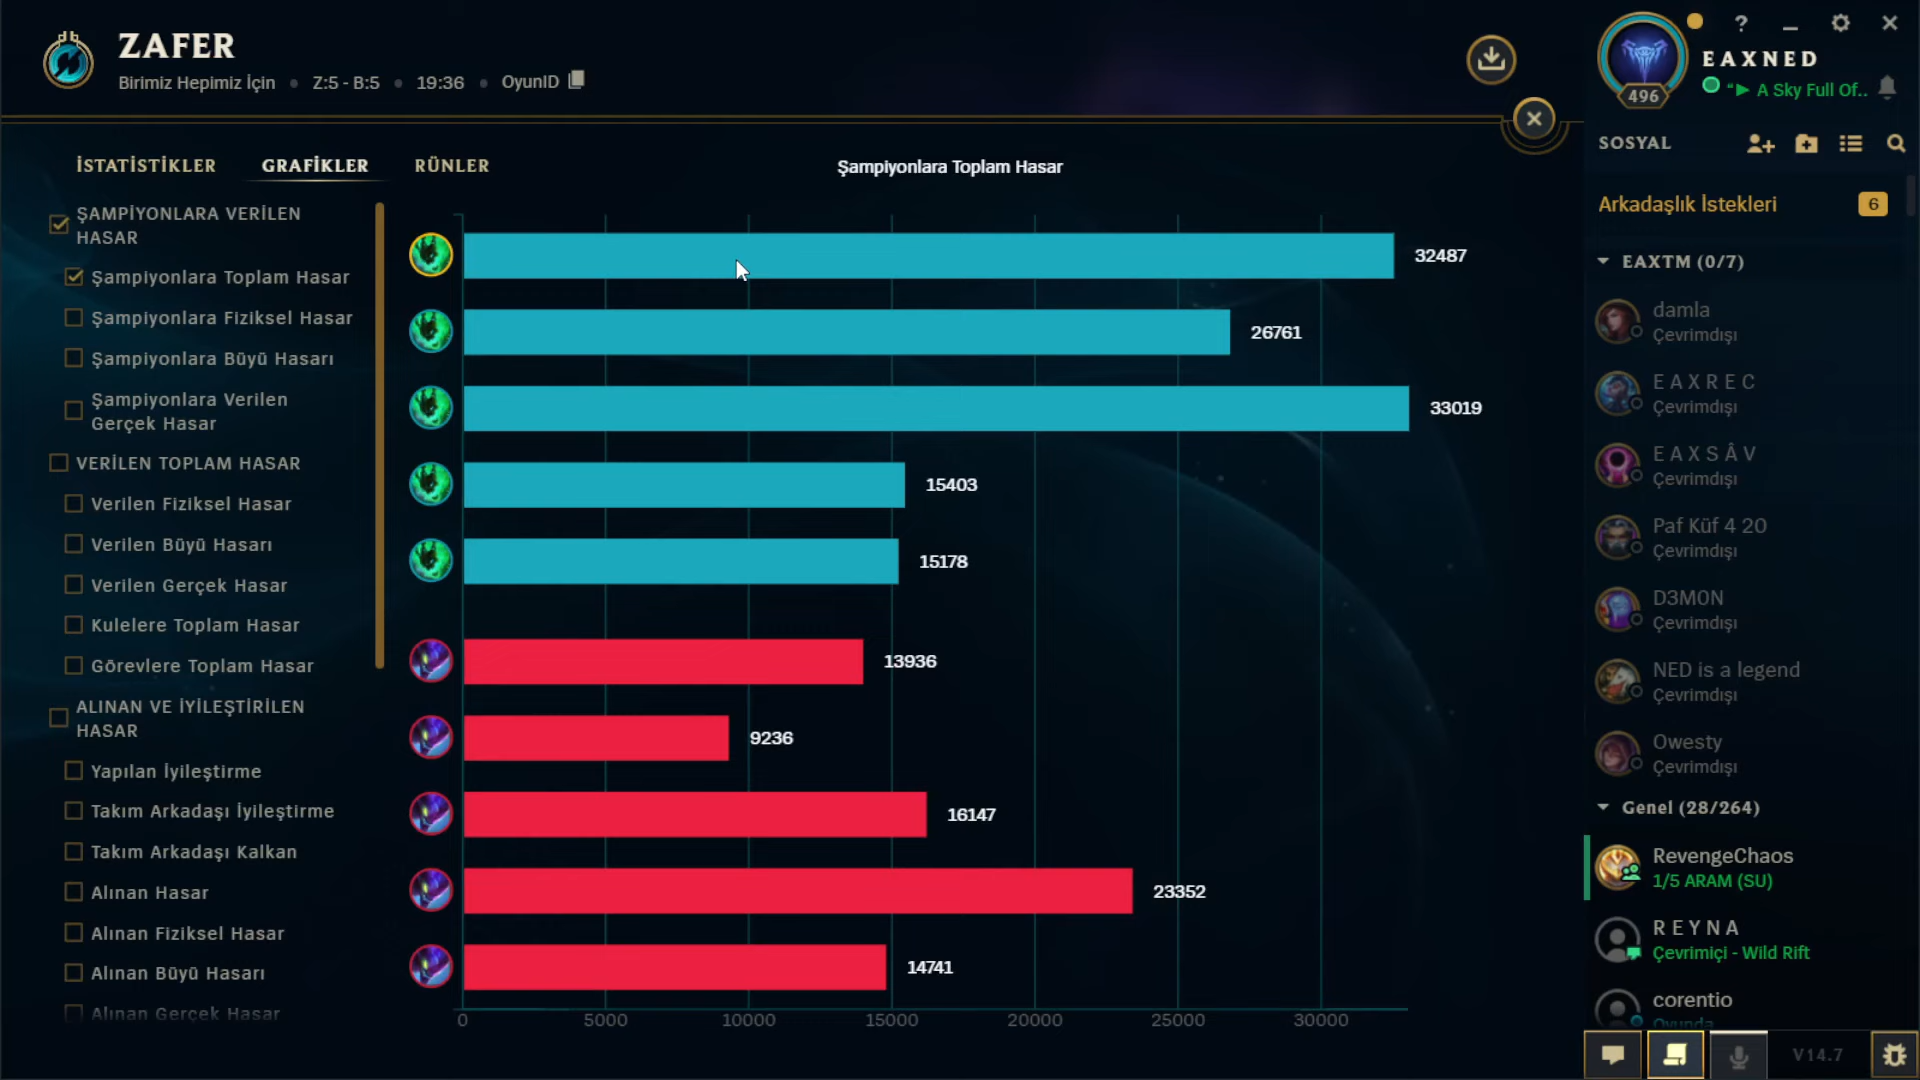 ZAFER
Birimiz Hepimiz İçin • Z:5 - B:5 • 19:36 • OyunID
İSTATİSTİKLER GRAFİKLER RÜNLER
ŞAMPİYONLARA VERİLEN
HASAR
Şampiyonlara Toplam Hasar
Şampiyonlara Fiziksel Hasar
Şampiyonlara Büyü Hasarı
Şampiyonlara Verilen
Gerçek Hasar
VERİLEN TOPLAM HASAR
Verilen Fiziksel Hasar
Verilen Büyü Hasarı
Verilen Gerçek Hasar
Kulelere Toplam Hasar
Görevlere Toplam Hasar
ALINAN VE İYİLEŞTİRİLEN
HASAR
Yapılan İyileştirme
Takım Arkadaşı İyileştirme
Takım Arkadaşı Kalkan
Alınan Hasar
Alınan Fiziksel Hasar
Alınan Büyü Hasarı
Alınan Gerçek Hasar
Şampiyonlara Toplam Hasar
32487
26761
33019
15403
15178
13936
9236
16147
23352
14741
0 5000 10000 15000 20000 25000 30000
?
496
EAXNED
“► A Sky Full Of..
SOSYAL
Arkadaşlık İstekleri 6
EAXTM (0/7)
damla
Çevrimdışı
E A X R E C
Çevrimdışı
E A X S Â V
Çevrimdışı
Paf Küf 4 20
Çevrimdışı
D3M0N
Çevrimdışı
NED is a legend
Çevrimdışı
Owesty
Çevrimdışı
Genel (28/264)
RevengeChaos
1/5 ARAM (SU)
R E Y N A
Çevrimiçi - Wild Rift
corentio
Oyunda
V14.7